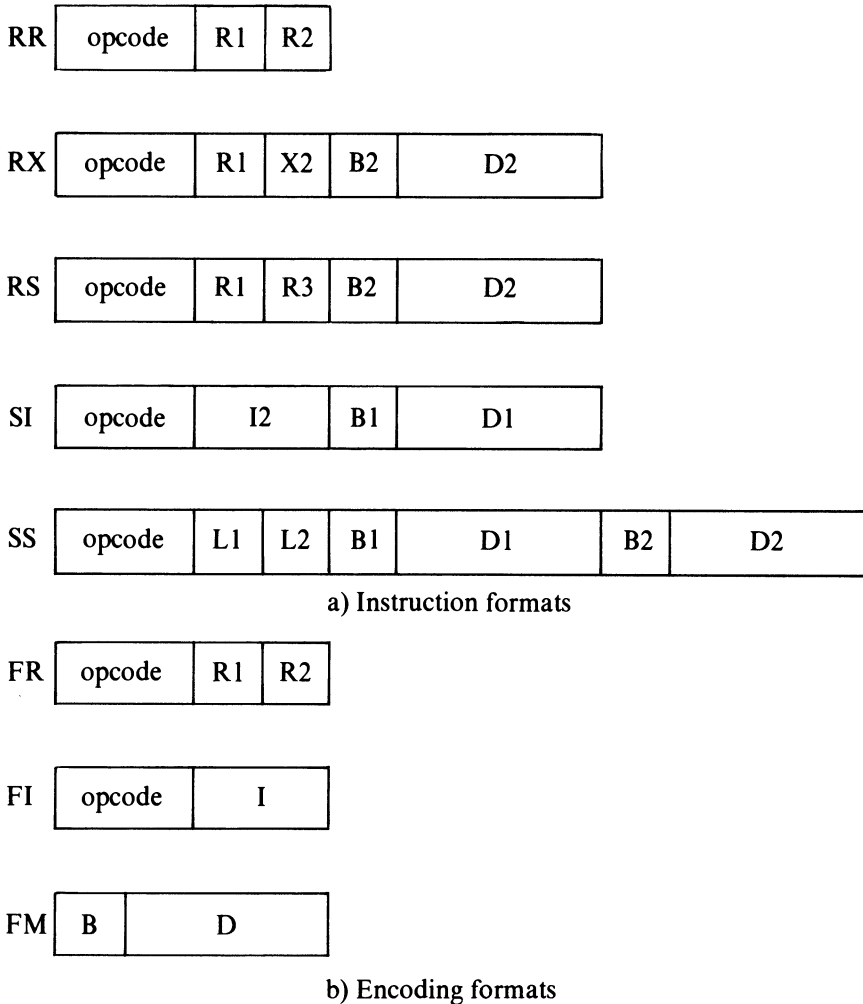 RR opcode R1 R2
RX opcode R1 X2 B2 D2
RS opcode R1 R3 B2 D2
SI opcode I2 B1 D1
SS opcode L1 L2 B1 D1 B2 D2
a) Instruction formats
FR opcode R1 R2
FI opcode I
FM B D
b) Encoding formats